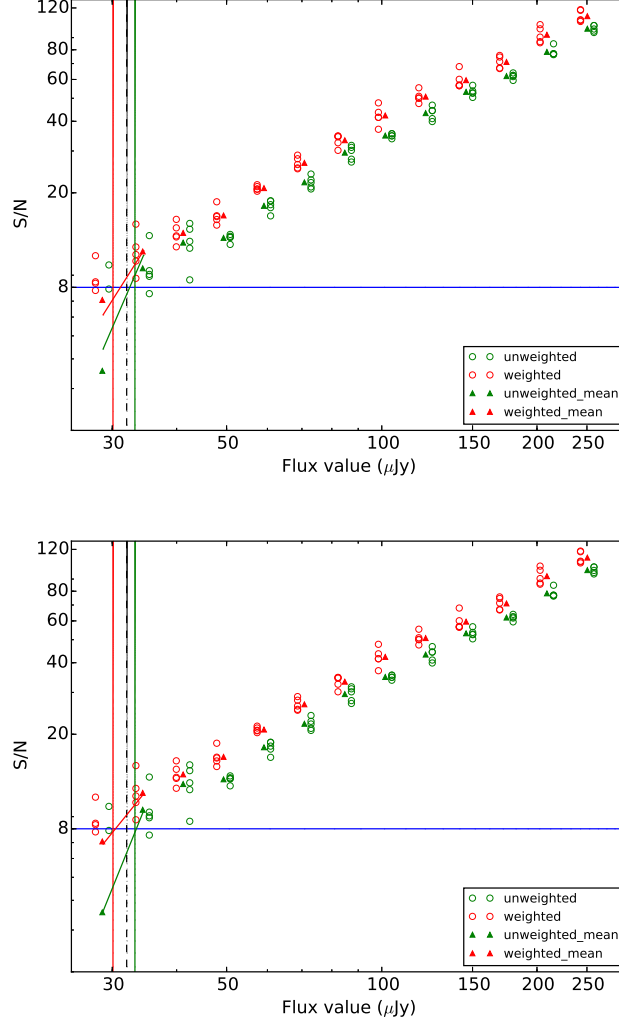 120
80
60
40
20
8
S/N
30
50
100
150
200
250
Flux value (μJy)
unweighted
weighted
unweighted_mean
weighted_mean
120
80
60
40
20
8
S/N
30
50
100
150
200
250
Flux value (μJy)
unweighted
weighted
unweighted_mean
weighted_mean